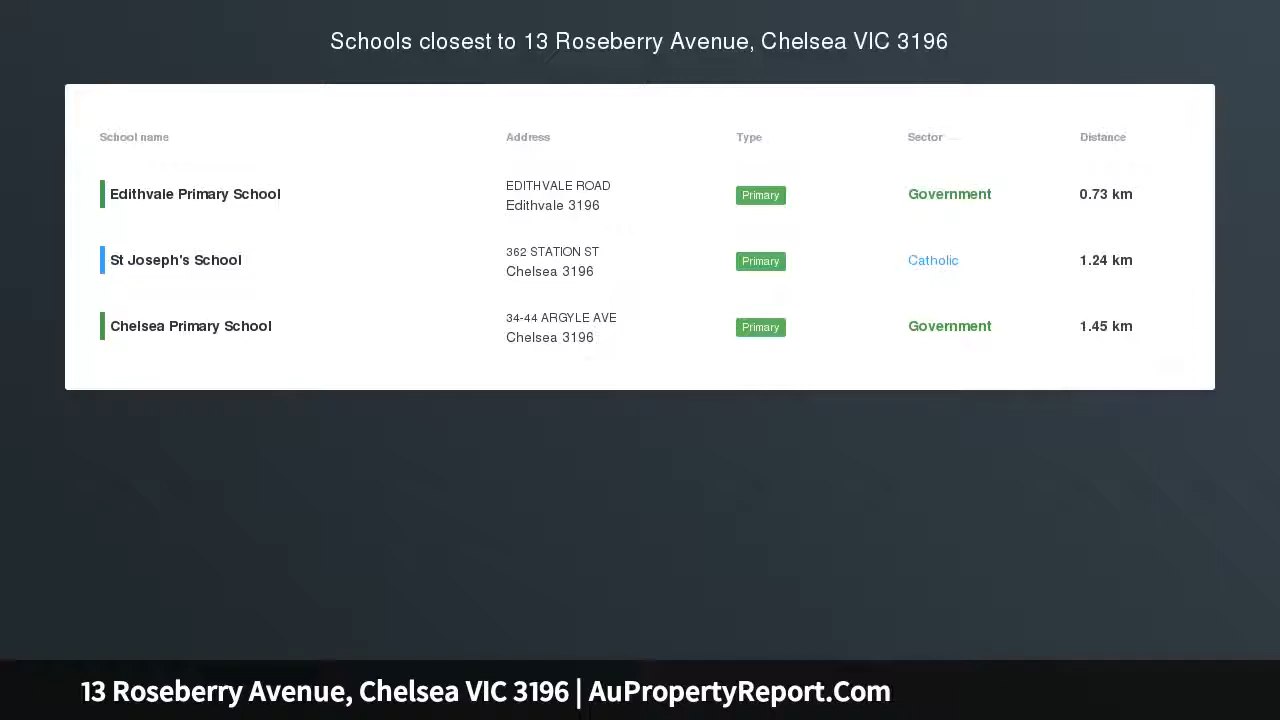 Schools closest to 13 Roseberry Avenue, Chelsea VIC 3196
School name Address Type Sector Distance
Edithvale Primary School EDITHVALE ROAD Edithvale 3196 Primary Government 0.73 km
St Joseph's School 362 STATION ST Chelsea 3196 Primary Catholic 1.24 km
Chelsea Primary School 34-44 ARGYLE AVE Chelsea 3196 Primary Government 1.45 km
13 Roseberry Avenue, Chelsea VIC 3196 | AuPropertyReport.Com